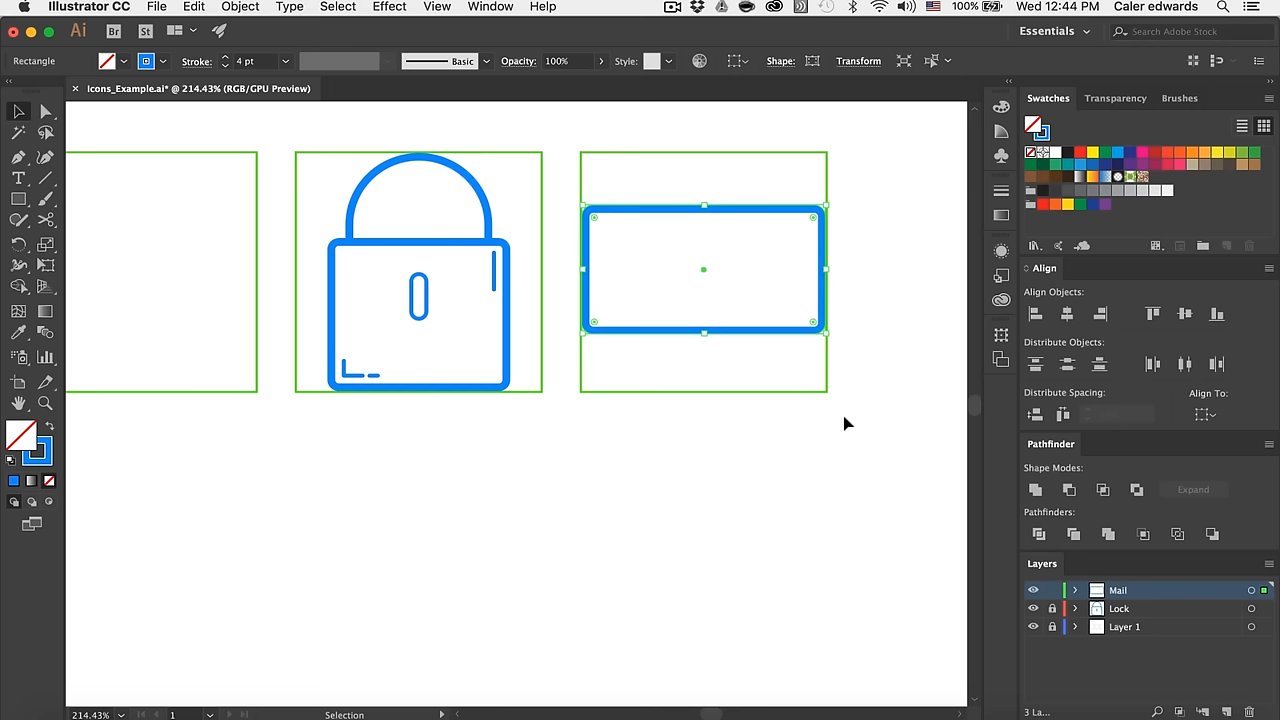 Illustrator CC File Edit Object Type Select Effect View Window Help 100% Wed 12:44 PM Caler edwards
Ai Br St Essentials Search Adobe Stock
Rectangle Stroke: 4 pt Basic Opacity: 100% Style: Shape: Transform
× Icons_Example.ai* @ 214.43% (RGB/GPU Preview)
Swatches Transparency Brushes
Align
Align Objects:
Distribute Objects:
Distribute Spacing: Align To:
Pathfinder
Shape Modes:
Expand
Pathfinders:
Layers
Mail
Lock
Layer 1
214.43% 1 Selection 3 La...